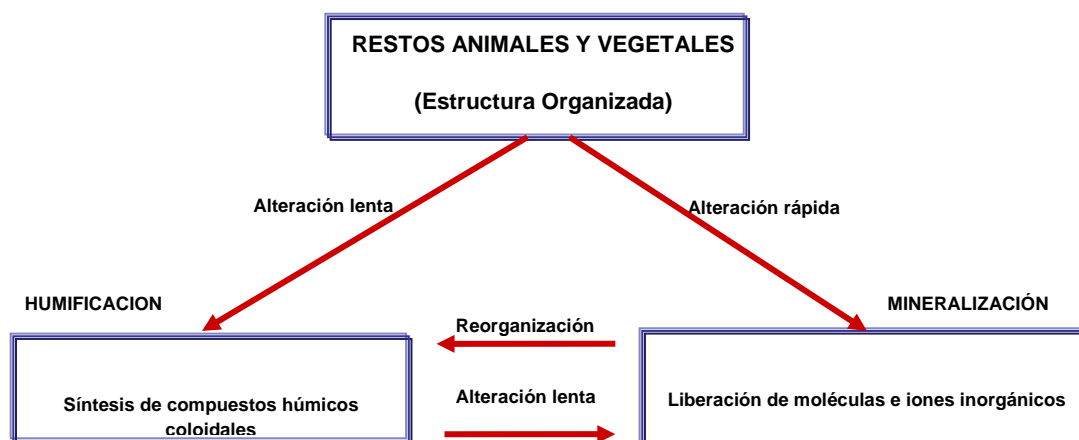 RESTOS ANIMALES Y VEGETALES
(Estructura Organizada)
Alteración lenta
Alteración rápida
HUMIFICACION
MINERALIZACIÓN
Reorganización
Síntesis de compuestos húmicos
coloidales
Alteración lenta
Liberación de moléculas e iones inorgánicos